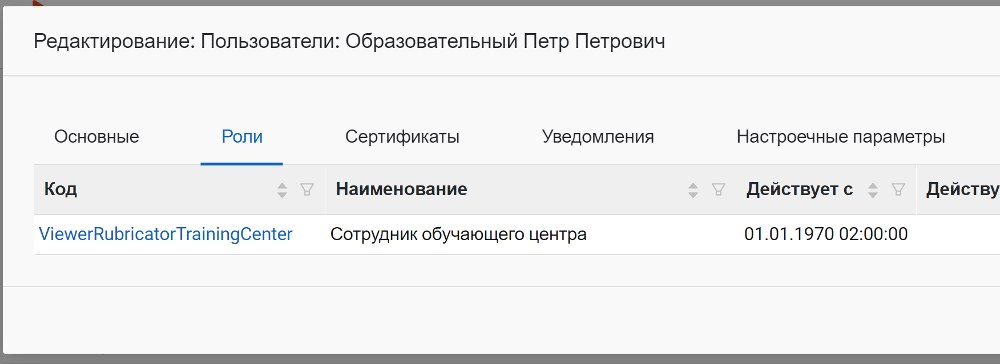 Редактирование: Пользователи: Образовательный Петр Петрович
Основные Роли Сертификаты Уведомления Настроечные параметры
Код Наименование Действует с Действу
ViewerRubricatorTrainingCenter Сотрудник обучающего центра 01.01.1970 02:00:00